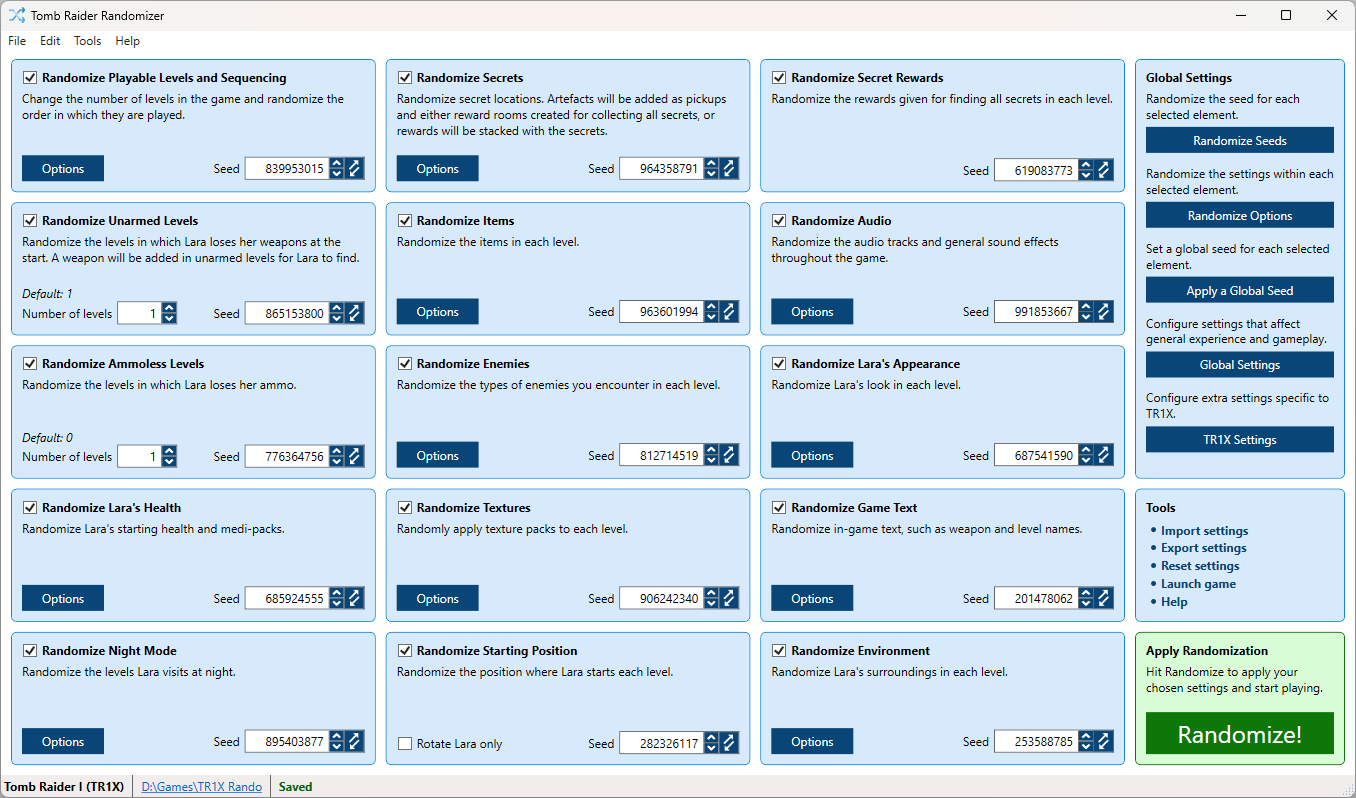 Tomb Raider Randomizer
File Edit Tools Help
Randomize Playable Levels and Sequencing
Change the number of levels in the game and randomize the
order in which they are played.
Options Seed 839953015
Randomize Secrets
Randomize secret locations. Artefacts will be added as pickups
and either reward rooms created for collecting all secrets, or
rewards will be stacked with the secrets.
Options Seed 964358791
Randomize Secret Rewards
Randomize the rewards given for finding all secrets in each level.
Seed 619083773
Randomize Unarmed Levels
Randomize the levels in which Lara loses her weapons at the
start. A weapon will be added in unarmed levels for Lara to find.
Default: 1
Number of levels 1 Seed 865153800
Randomize Items
Randomize the items in each level.
Options Seed 963601994
Randomize Audio
Randomize the audio tracks and general sound effects
throughout the game.
Options Seed 991853667
Randomize Ammoless Levels
Randomize the levels in which Lara loses her ammo.
Default: 0
Number of levels 1 Seed 776364756
Randomize Enemies
Randomize the types of enemies you encounter in each level.
Options Seed 812714519
Randomize Lara's Appearance
Randomize Lara's look in each level.
Options Seed 687541590
Randomize Lara's Health
Randomize Lara's starting health and medi-packs.
Options Seed 685924555
Randomize Textures
Randomly apply texture packs to each level.
Options Seed 906242340
Randomize Game Text
Randomize in-game text, such as weapon and level names.
Options Seed 201478062
Randomize Night Mode
Randomize the levels Lara visits at night.
Options Seed 895403877
Randomize Starting Position
Randomize the position where Lara starts each level.
Rotate Lara only Seed 282326117
Randomize Environment
Randomize Lara's surroundings in each level.
Options Seed 253588785
Global Settings
Randomize the seed for each
selected element.
Randomize Seeds
Randomize the settings within each
selected element.
Randomize Options
Set a global seed for each selected
element.
Apply a Global Seed
Configure settings that affect
general experience and gameplay.
Global Settings
Configure extra settings specific to
TR1X.
TR1X Settings
Tools
• Import settings
• Export settings
• Reset settings
• Launch game
• Help
Apply Randomization
Hit Randomize to apply your
chosen settings and start playing.
Randomize!
Tomb Raider I (TR1X) D:\Games\TR1X Rando Saved